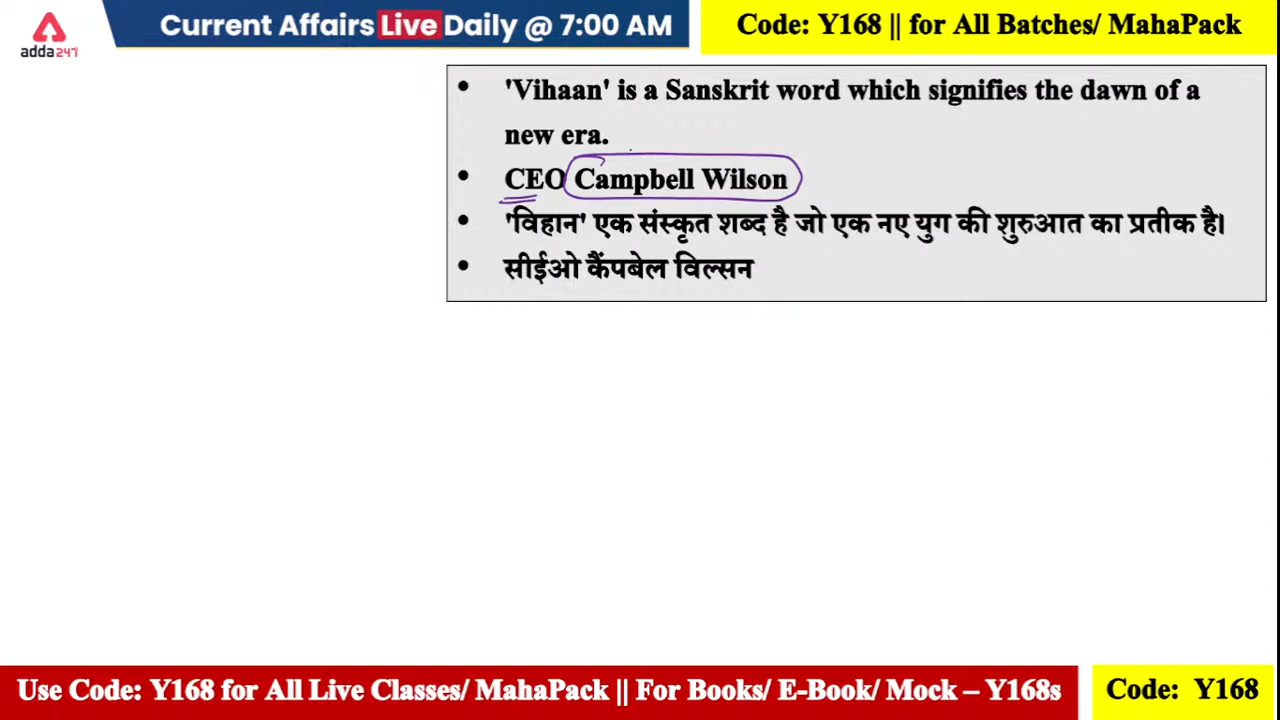 adda247
Current Affairs Live Daily @ 7:00 AM
Code: Y168 || for All Batches/ MahaPack
• 'Vihaan' is a Sanskrit word which signifies the dawn of a
new era.
• CEO Campbell Wilson
• 'विहान' एक संस्कृत शब्द है जो एक नए युग की शुरुआत का प्रतीक है।
• सीईओ कैंपबेल विल्सन
Use Code: Y168 for All Live Classes/ MahaPack || For Books/ E-Book/ Mock – Y168s
Code: Y168